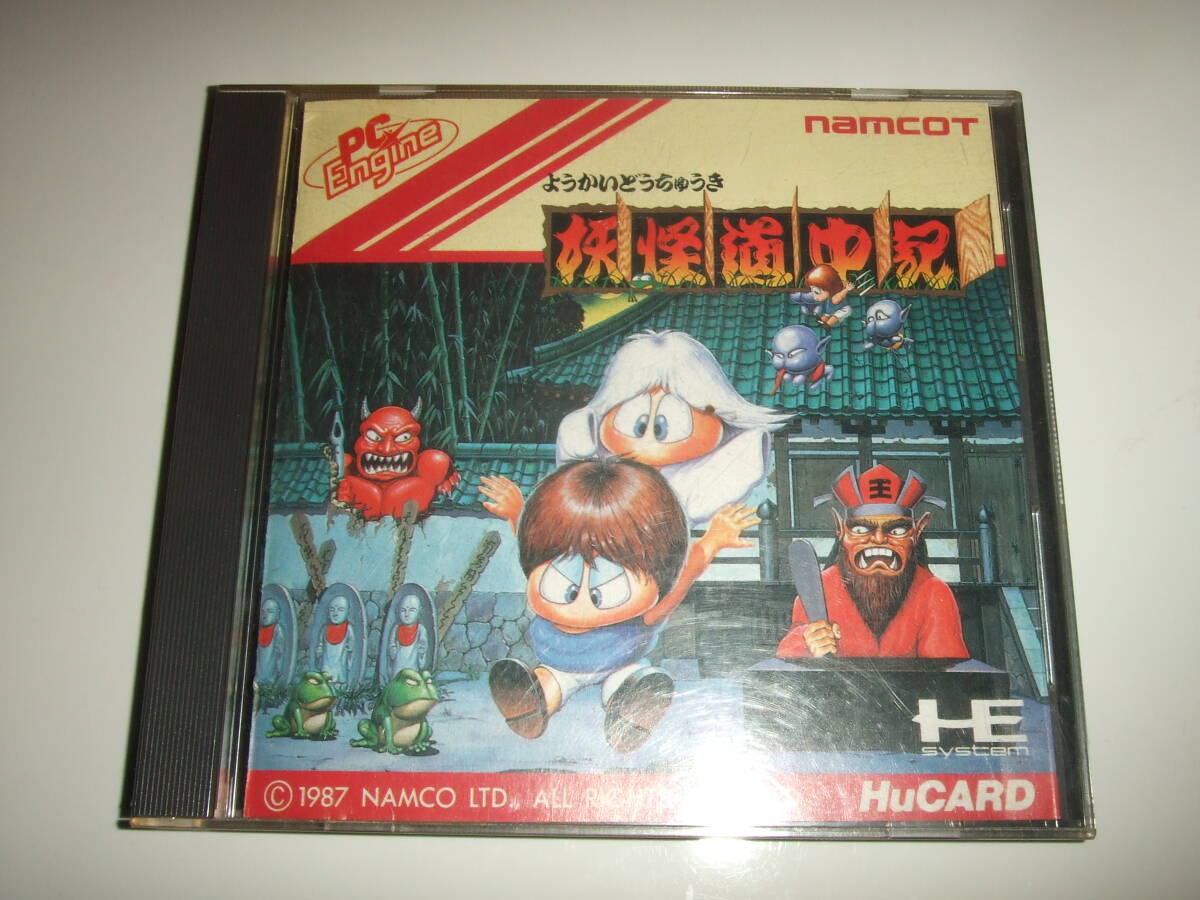 PC Engine
namcoT
ようかいどうちゅうき
妖怪道中記
王
HE
system
© 1987 NAMCO LTD., ALL RIGHTS
HuCARD